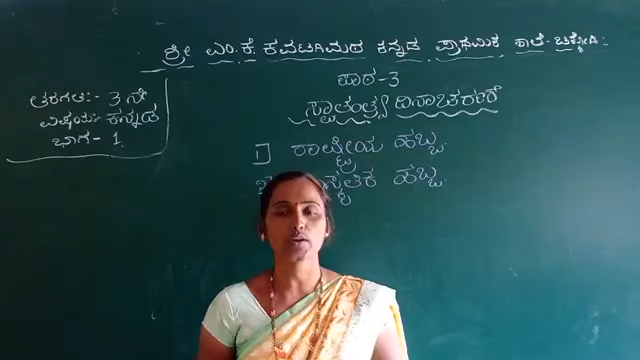 ಶ್ರೀ ಎಂ.ಕೆ. ಕವಟಗಿಮಠ ಕನ್ನಡ ಪ್ರಾಥಮಿಕ ಶಾಲೆ- ಚಿಕ್ಕೋಡಿ:
ತರಗತಿ:- 3 ನೇ
ವಿಷಯ:- ಕನ್ನಡ
ಭಾಗ- 1.
ಪಾಠ-3
ಸ್ವಾತಂತ್ರ್ಯ ದಿನಾಚರಣೆ
1] ರಾಷ್ಟ್ರೀಯ ಹಬ್ಬ.
ಹಬ್ಬ.